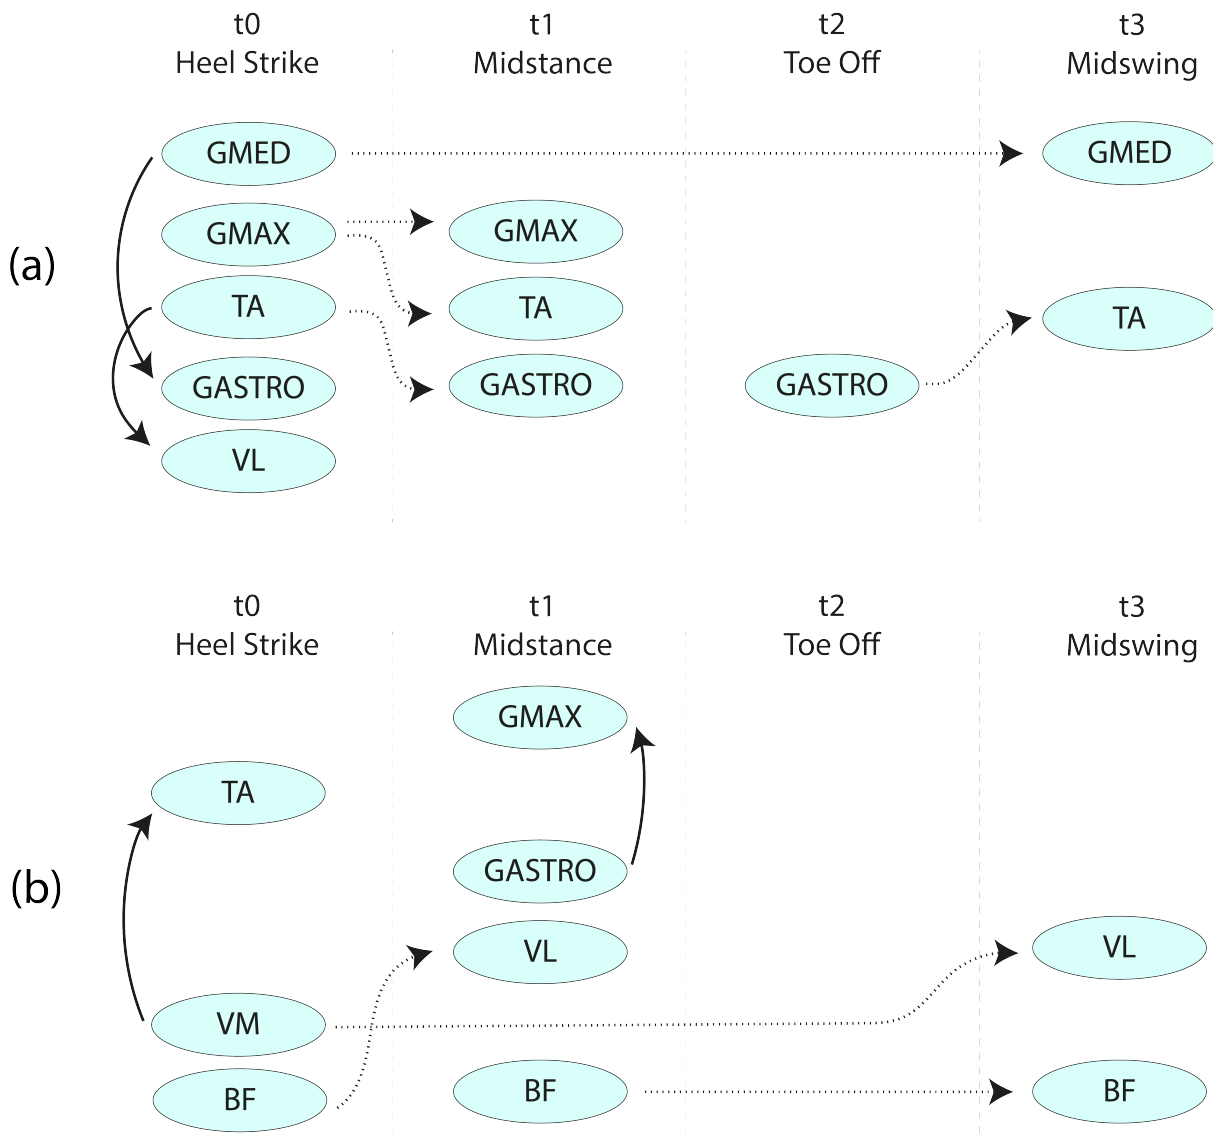 t0 t1 t2 t3
Heel Strike Midstance Toe Off Midswing
GMED GMED
GMAX GMAX
(a)
TA TA TA
GASTRO GASTRO GASTRO
VL
t0 t1 t2 t3
Heel Strike Midstance Toe Off Midswing
GMAX
TA
GASTRO
(b)
VL VL
VM
BF BF BF